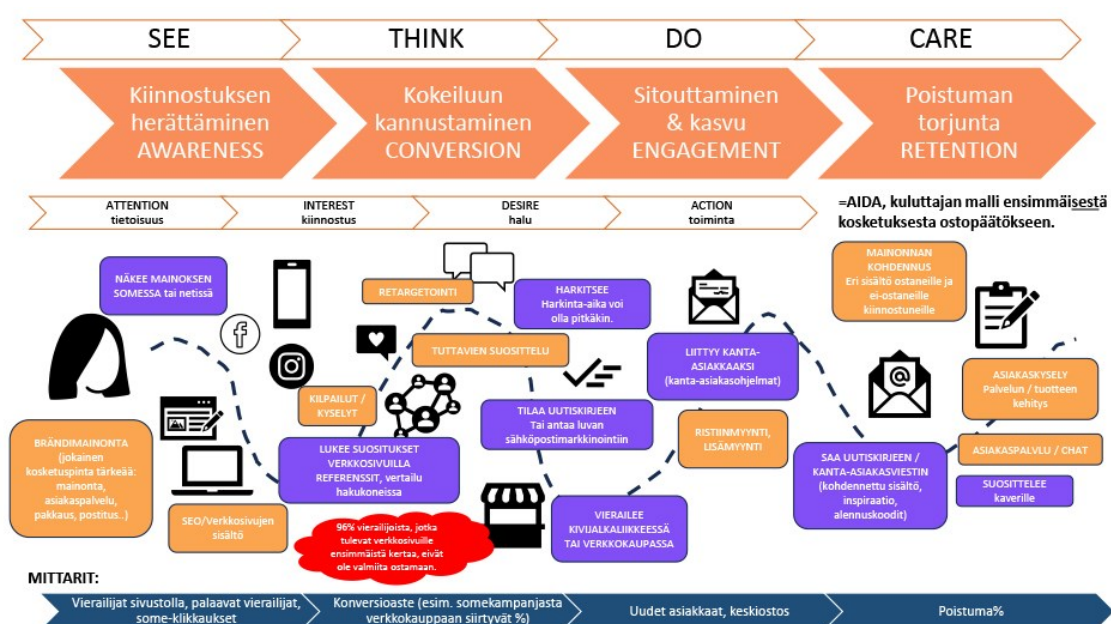 SEE
THINK
DO
CARE
Kiinnostuksen
herättäminen
AWARENESS
Kokeiluun
kannustaminen
CONVERSION
Sitouttaminen
& kasvu
ENGAGEMENT
Poistuman
torjunta
RETENTION
ATTENTION
tietoisuus
INTEREST
kiinnostus
DESIRE
halu
ACTION
toiminta
=AIDA, kuluttajan malli ensimmäisestä
kosketuksesta ostopäätökseen.
NÄKEE MAINOKSEN
SOMESSA tai netissä
BRÄNDIMAINONTA
(jokainen
kosketuspinta tärkeää:
mainonta,
asiakaspalvelu,
pakkaus, postitus..)
SEO/Verkkosivujen
sisältö
KILPAILUT /
KYSELYT
RETARGETOINTI
TUTTAVIEN SUOSITTELU
LUKEE SUOSITUKSET
VERKKOSIVUILLA
REFERENSSIT, vertailu
hakukoneissa
96% vierailijoista, jotka
tulevat verkkosivuille
ensimmäistä kertaa, eivät
ole valmiita ostamaan.
HARKITSEE
Harkinta-aika voi
olla pitkäkin.
TILAA UUTISKIRJEEN
Tai antaa luvan
sähköpostimarkkinointiin
VIERAILEE
KIVIJALKALIIKKEESSÄ
TAI VERKKOKAUPASSA
LIITTYY KANTA-
ASIAKKAAKSI
(kanta-asiakasohjelmat)
RISTIINMYYNTI,
LISÄMYYNTI
MAINONNAN
KOHDENNUS
Eri sisältö ostaneille ja
ei-ostaneille
kiinnostuneille
@
SAA UUTISKIRJEEN /
KANTA-ASIAKASVIESTIN
(kohdennettu sisältö,
inspiraatio,
alennuskoodit)
ASIAKASKYSELY
Palvelun / tuotteen
kehitys
ASIAKASPALVLU / CHAT
SUOSITTELEE
kaverille
MITTARIT:
Vierailijat sivustolla, palaavat vierailijat,
some-klikkaukset
Konversioaste (esim. somekampanjasta
verkkokauppaan siirtyvät %)
Uudet asiakkaat, keskiostos
Poistuma%